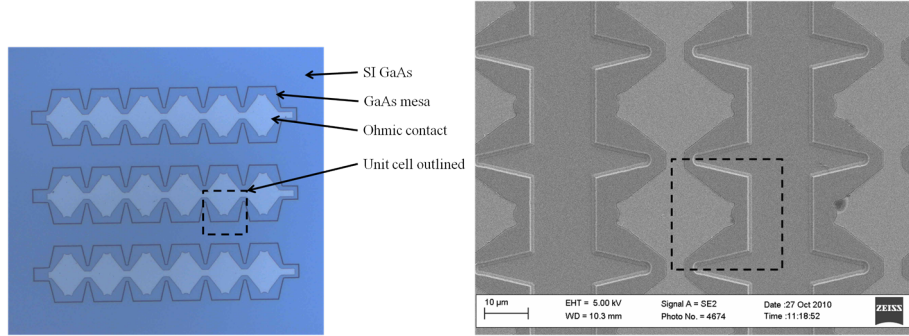 SI GaAs
GaAs mesa
Ohmic contact
Unit cell outlined
10 µm
EHT = 5.00 kV
WD = 10.3 mm
Signal A = SE2
Photo No. = 4674
Date :27 Oct 2010
Time :11:18:52
ZEISS